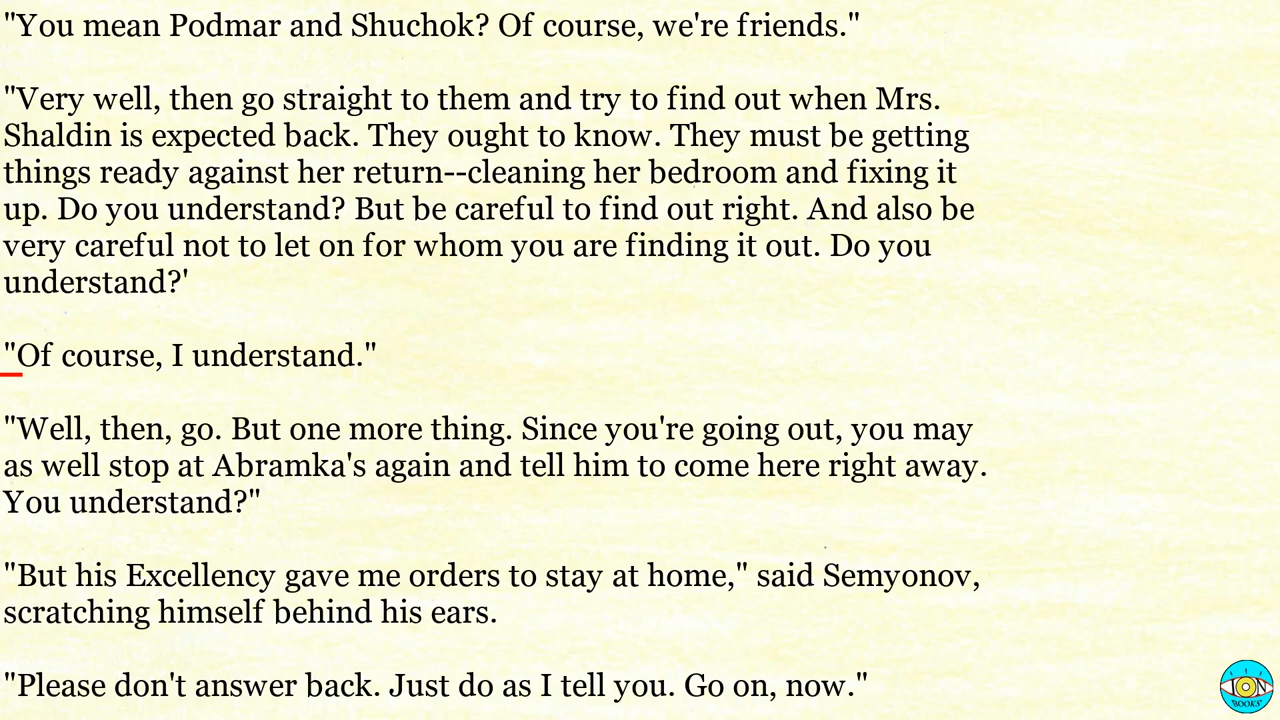 "You mean Podmar and Shuchok? Of course, we're friends."
"Very well, then go straight to them and try to find out when Mrs.
Shaldin is expected back. They ought to know. They must be getting
things ready against her return--cleaning her bedroom and fixing it
up. Do you understand? But be careful to find out right. And also be
very careful not to let on for whom you are finding it out. Do you
understand?'
"Of course, I understand."
"Well, then, go. But one more thing. Since you're going out, you may
as well stop at Abramka's again and tell him to come here right away.
You understand?"
"But his Excellency gave me orders to stay at home," said Semyonov,
scratching himself behind his ears.
"Please don't answer back. Just do as I tell you. Go on, now."
ION
BOOKS